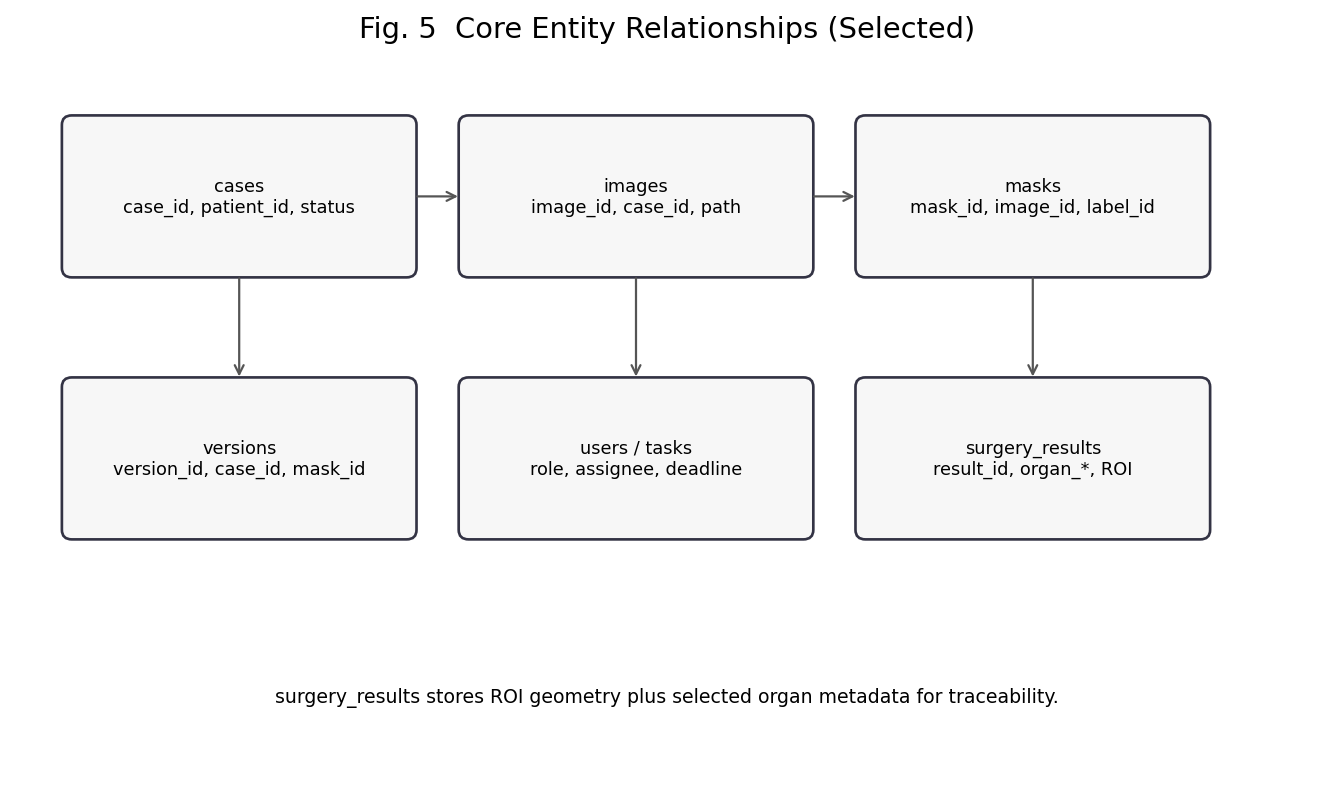 Fig. 5  Core Entity Relationships (Selected)
cases
case_id, patient_id, status
images
image_id, case_id, path
masks
mask_id, image_id, label_id
versions
version_id, case_id, mask_id
users / tasks
role, assignee, deadline
surgery_results
result_id, organ_*, ROI
surgery_results stores ROI geometry plus selected organ metadata for traceability.